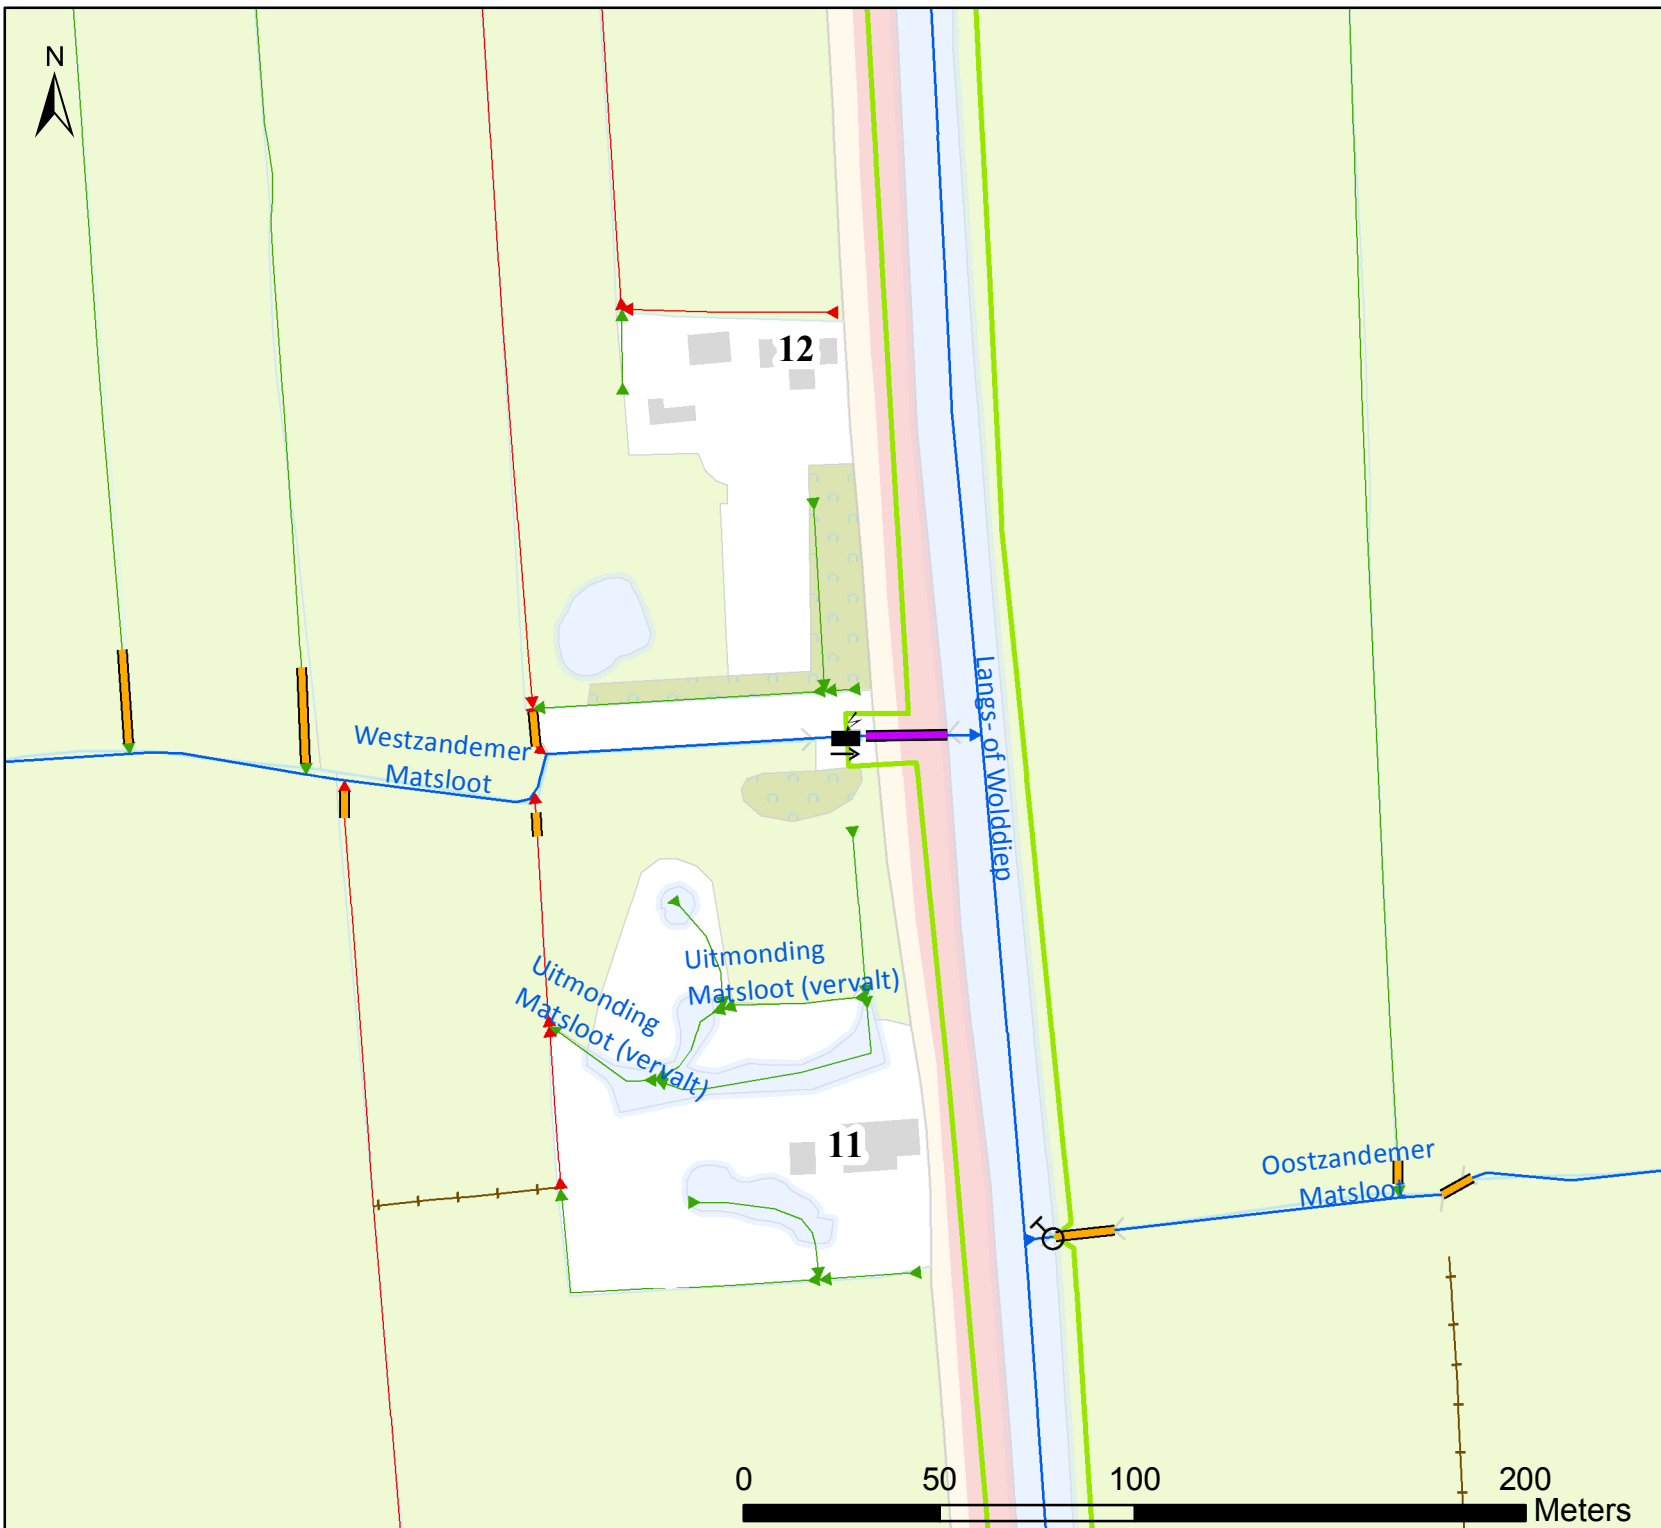 N
12
Westzandemer
Matsloot
Langs- of Wolddiep
Uitmonding
Matsloot (vervalt)
Uitmonding
Matsloot (vervalt)
11
Oostzandemer
Matsloot
0 50 100 200
Meters